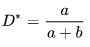 D* = a / (a + b)